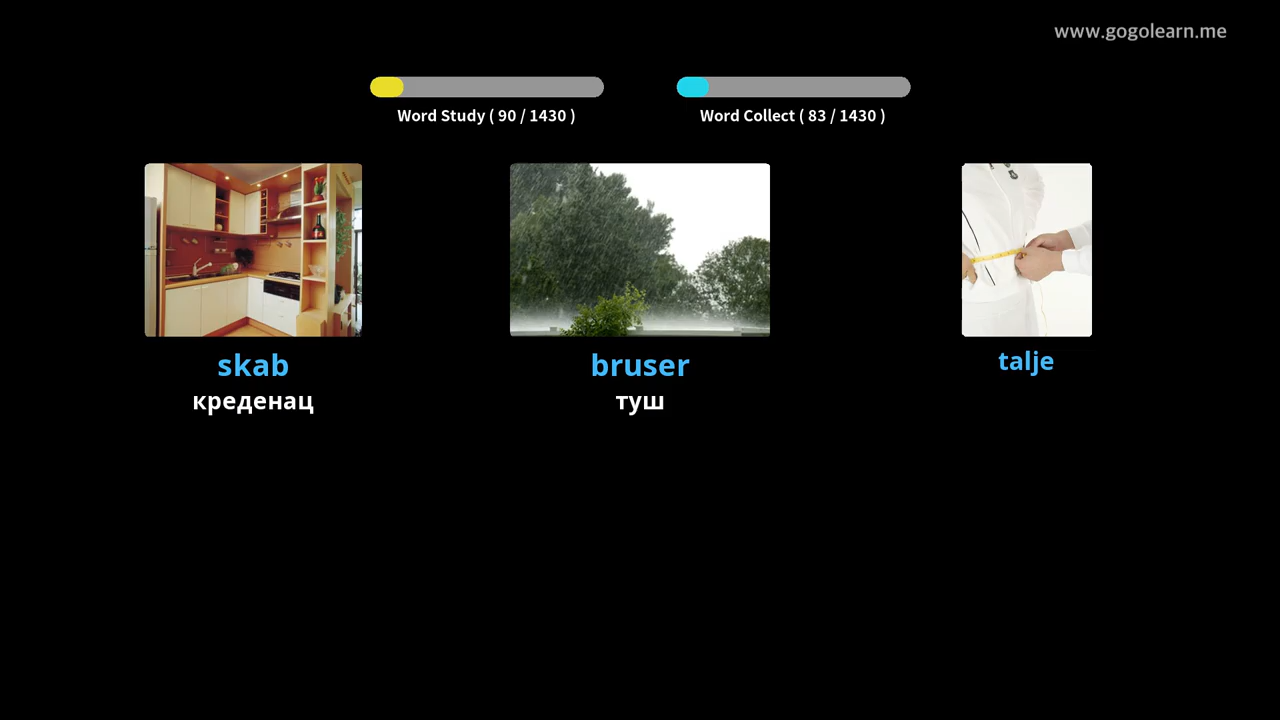 www.gogolearn.me
Word Study ( 90 / 1430 )
Word Collect ( 83 / 1430 )
skab
креденац
bruser
туш
talje